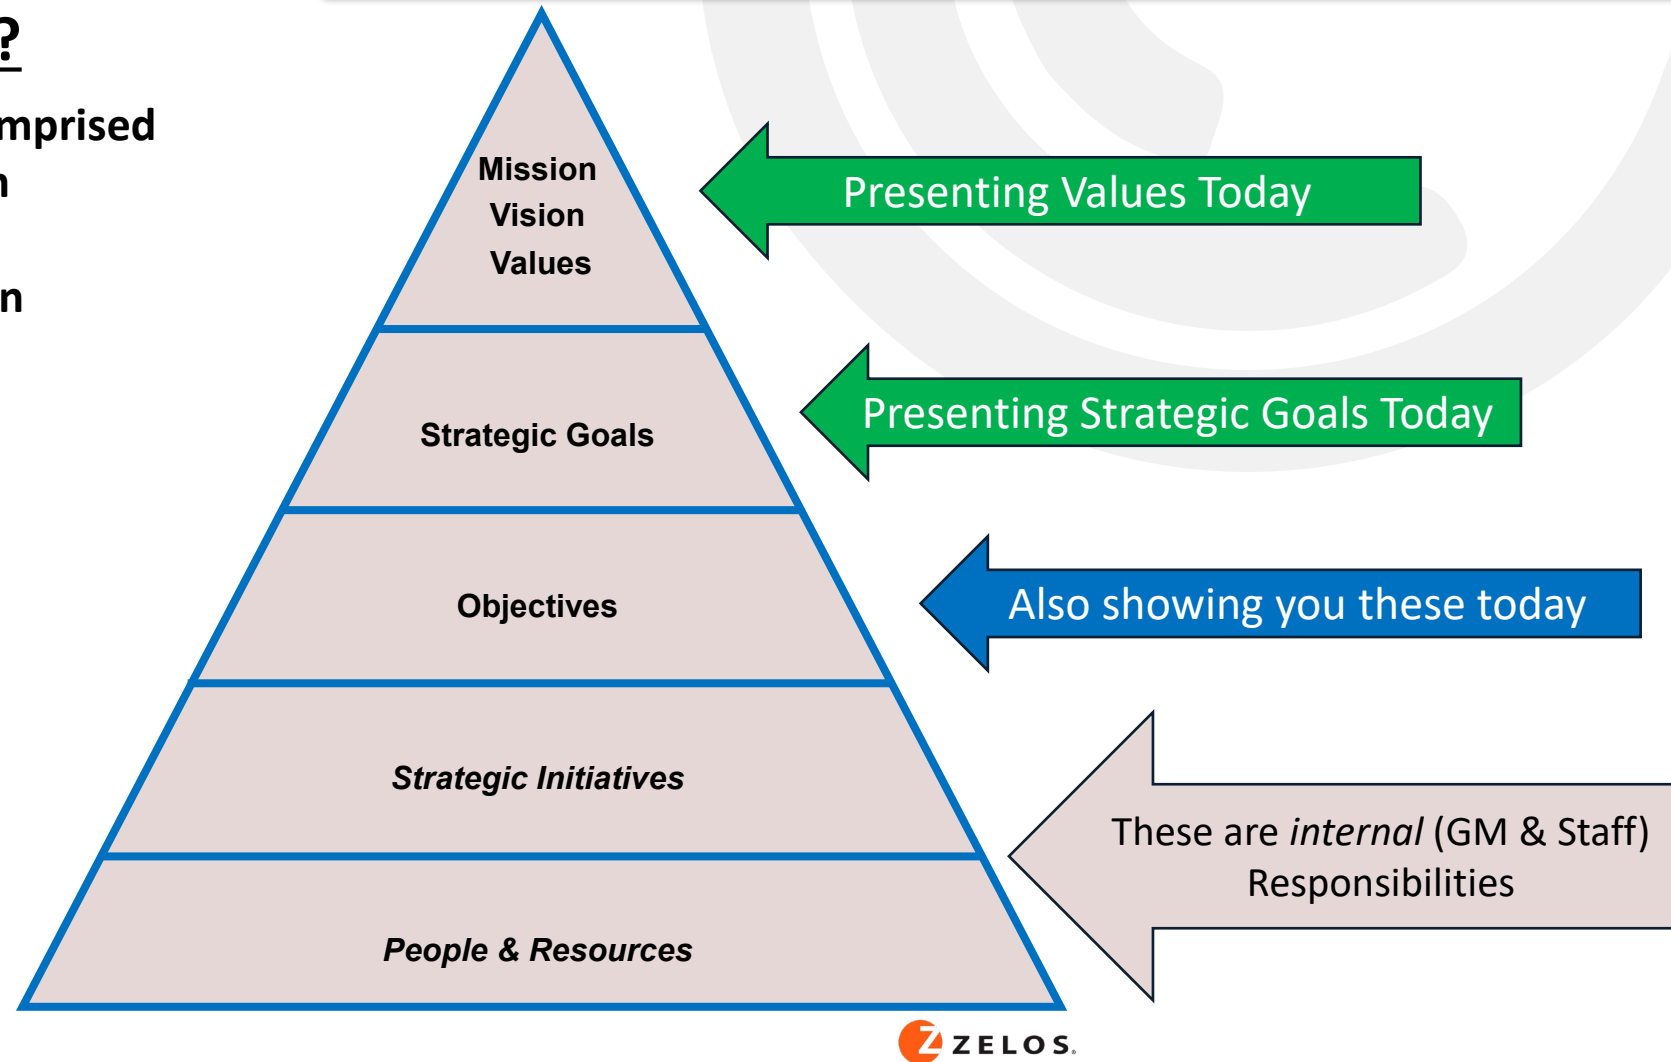 ?
mprised
n
n
Mission
Vision
Values
Presenting Values Today
Strategic Goals
Presenting Strategic Goals Today
Objectives
Also showing you these today
Strategic Initiatives
These are internal (GM & Staff)
Responsibilities
People & Resources
Z ZELOS.